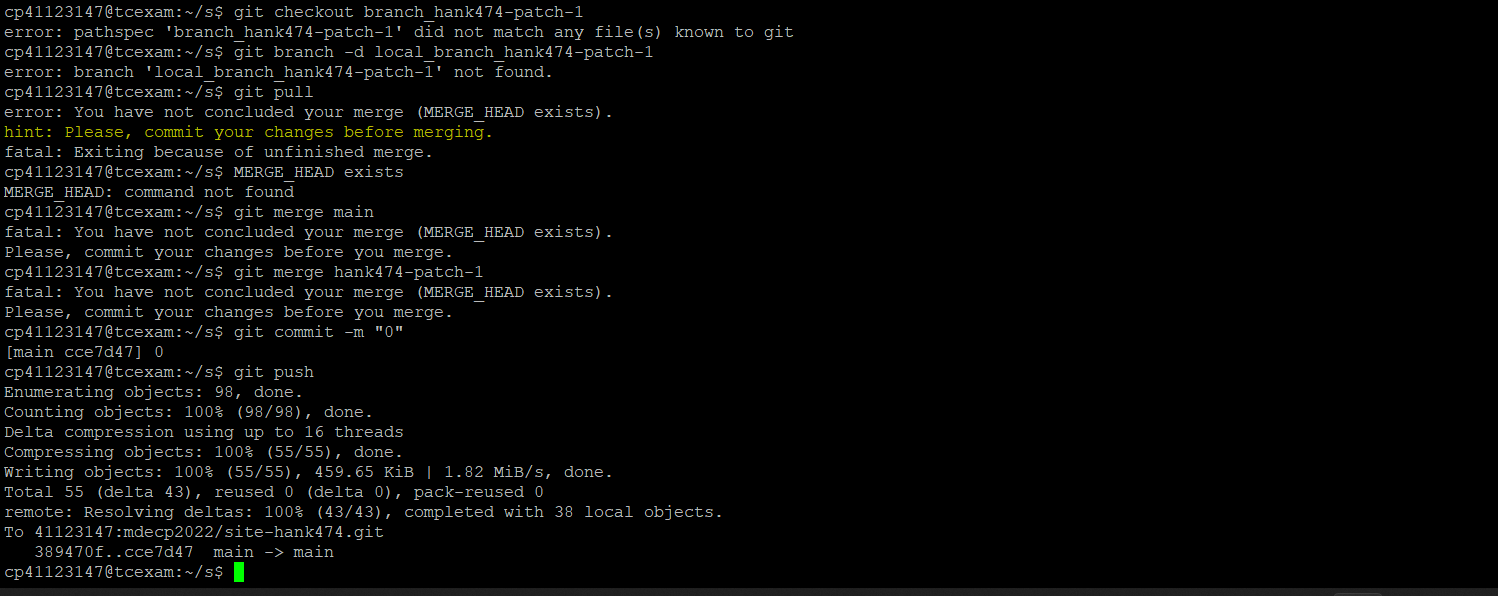 cp41123147@tcexam:~/s$ git checkout branch_hank474-patch-1
error: pathspec 'branch_hank474-patch-1' did not match any file(s) known to git
cp41123147@tcexam:~/s$ git branch -d local_branch_hank474-patch-1
error: branch 'local_branch_hank474-patch-1' not found.
cp41123147@tcexam:~/s$ git pull
error: You have not concluded your merge (MERGE_HEAD exists).
hint: Please, commit your changes before merging.
fatal: Exiting because of unfinished merge.
cp41123147@tcexam:~/s$ MERGE_HEAD exists
MERGE_HEAD: command not found
cp41123147@tcexam:~/s$ git merge main
fatal: You have not concluded your merge (MERGE_HEAD exists).
Please, commit your changes before you merge.
cp41123147@tcexam:~/s$ git merge hank474-patch-1
fatal: You have not concluded your merge (MERGE_HEAD exists).
Please, commit your changes before you merge.
cp41123147@tcexam:~/s$ git commit -m "0"
[main cce7d47] 0
cp41123147@tcexam:~/s$ git push
Enumerating objects: 98, done.
Counting objects: 100% (98/98), done.
Delta compression using up to 16 threads
Compressing objects: 100% (55/55), done.
Writing objects: 100% (55/55), 459.65 KiB | 1.82 MiB/s, done.
Total 55 (delta 43), reused 0 (delta 0), pack-reused 0
remote: Resolving deltas: 100% (43/43), completed with 38 local objects.
To 41123147:mdecp2022/site-hank474.git
   389470f..cce7d47  main -> main
cp41123147@tcexam:~/s$